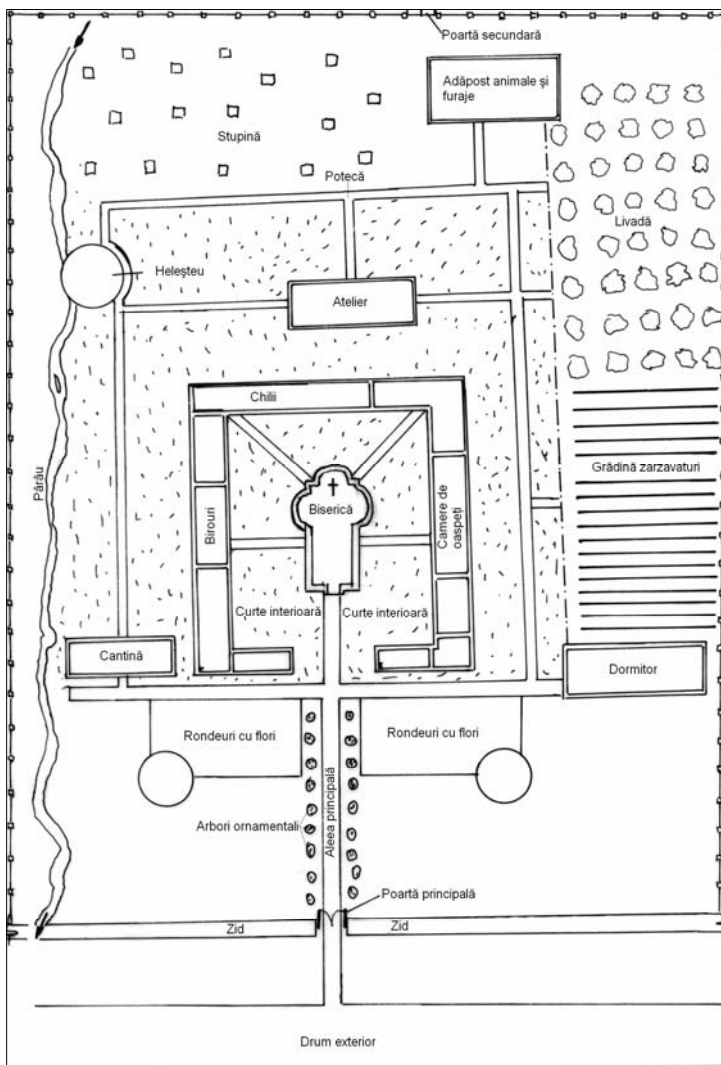 Poartă secundară
Adăpost animale și
furaje
Stupină
Potecă
Livadă
Heleșteu
Atelier
Chilii
Pârâu
Grădină zarzavaturi
Birouri
Biserică
Camere de
oaspeți
Curte interioară
Curte interioară
Cantină
Dormitor
Rondeuri cu flori
Rondeuri cu flori
Aleea principală
Arbori ornamentali
Poartă principală
Zid
Zid
Drum exterior